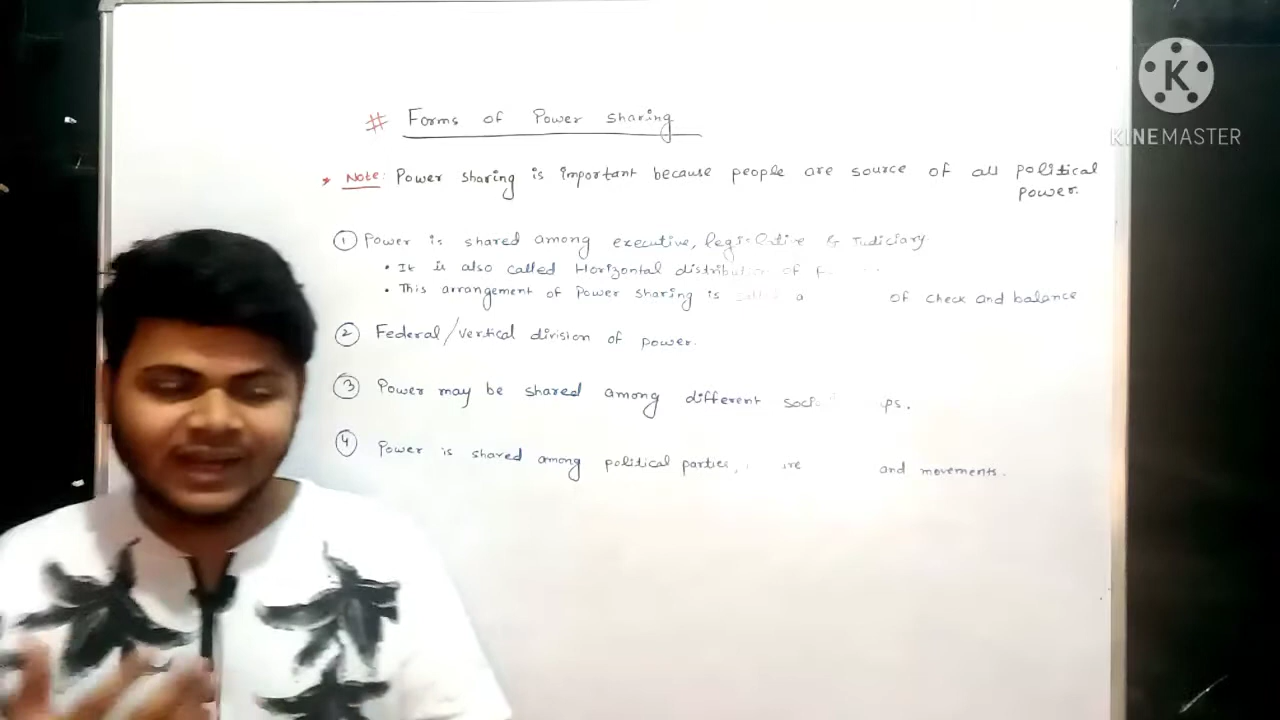 # Forms of Power sharing
* Note: Power sharing is important because people are source of all political
power.
① Power is shared among executive, legislative & Judiciary
• It is also called Horizontal distribution of
• This arrangement of Power sharing is of check and balance
② Federal/vertical division of power.
③ Power may be shared among different
④ Power is shared among political parties, and movements.
K
KINEMASTER